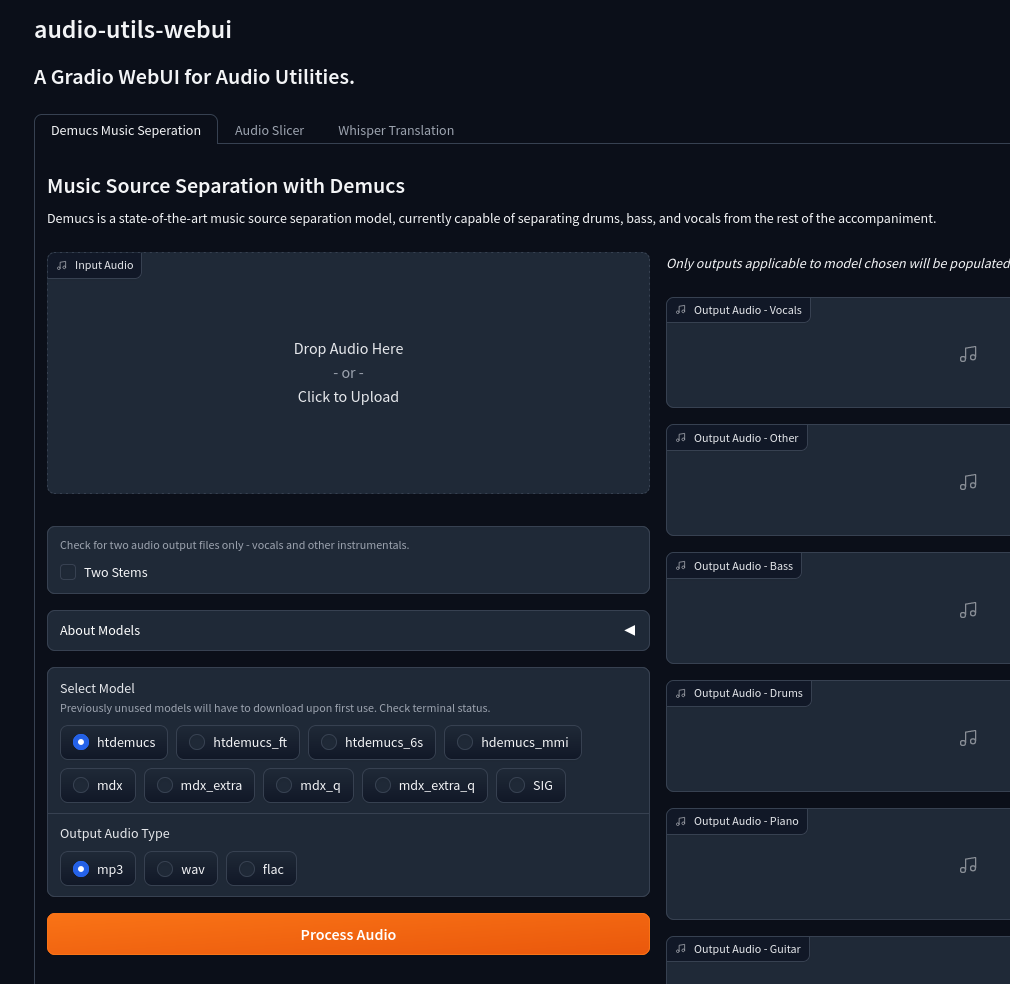 audio-utils-webui
A Gradio WebUI for Audio Utilities.
Demucs Music Seperation
Audio Slicer
Whisper Translation
Music Source Separation with Demucs
Demucs is a state-of-the-art music source separation model, currently capable of separating drums, bass, and vocals from the rest of the accompaniment.
Input Audio
Drop Audio Here
- or -
Click to Upload
Check for two audio output files only - vocals and other instrumentals.
Two Stems
About Models
Select Model
Previously unused models will have to download upon first use. Check terminal status.
htdemucs
htdemucs_ft
htdemucs_6s
hdemucs_mmi
mdx
mdx_extra
mdx_q
mdx_extra_q
SIG
Output Audio Type
mp3
wav
flac
Process Audio
Only outputs applicable to model chosen will be populated
Output Audio - Vocals
Output Audio - Other
Output Audio - Bass
Output Audio - Drums
Output Audio - Piano
Output Audio - Guitar